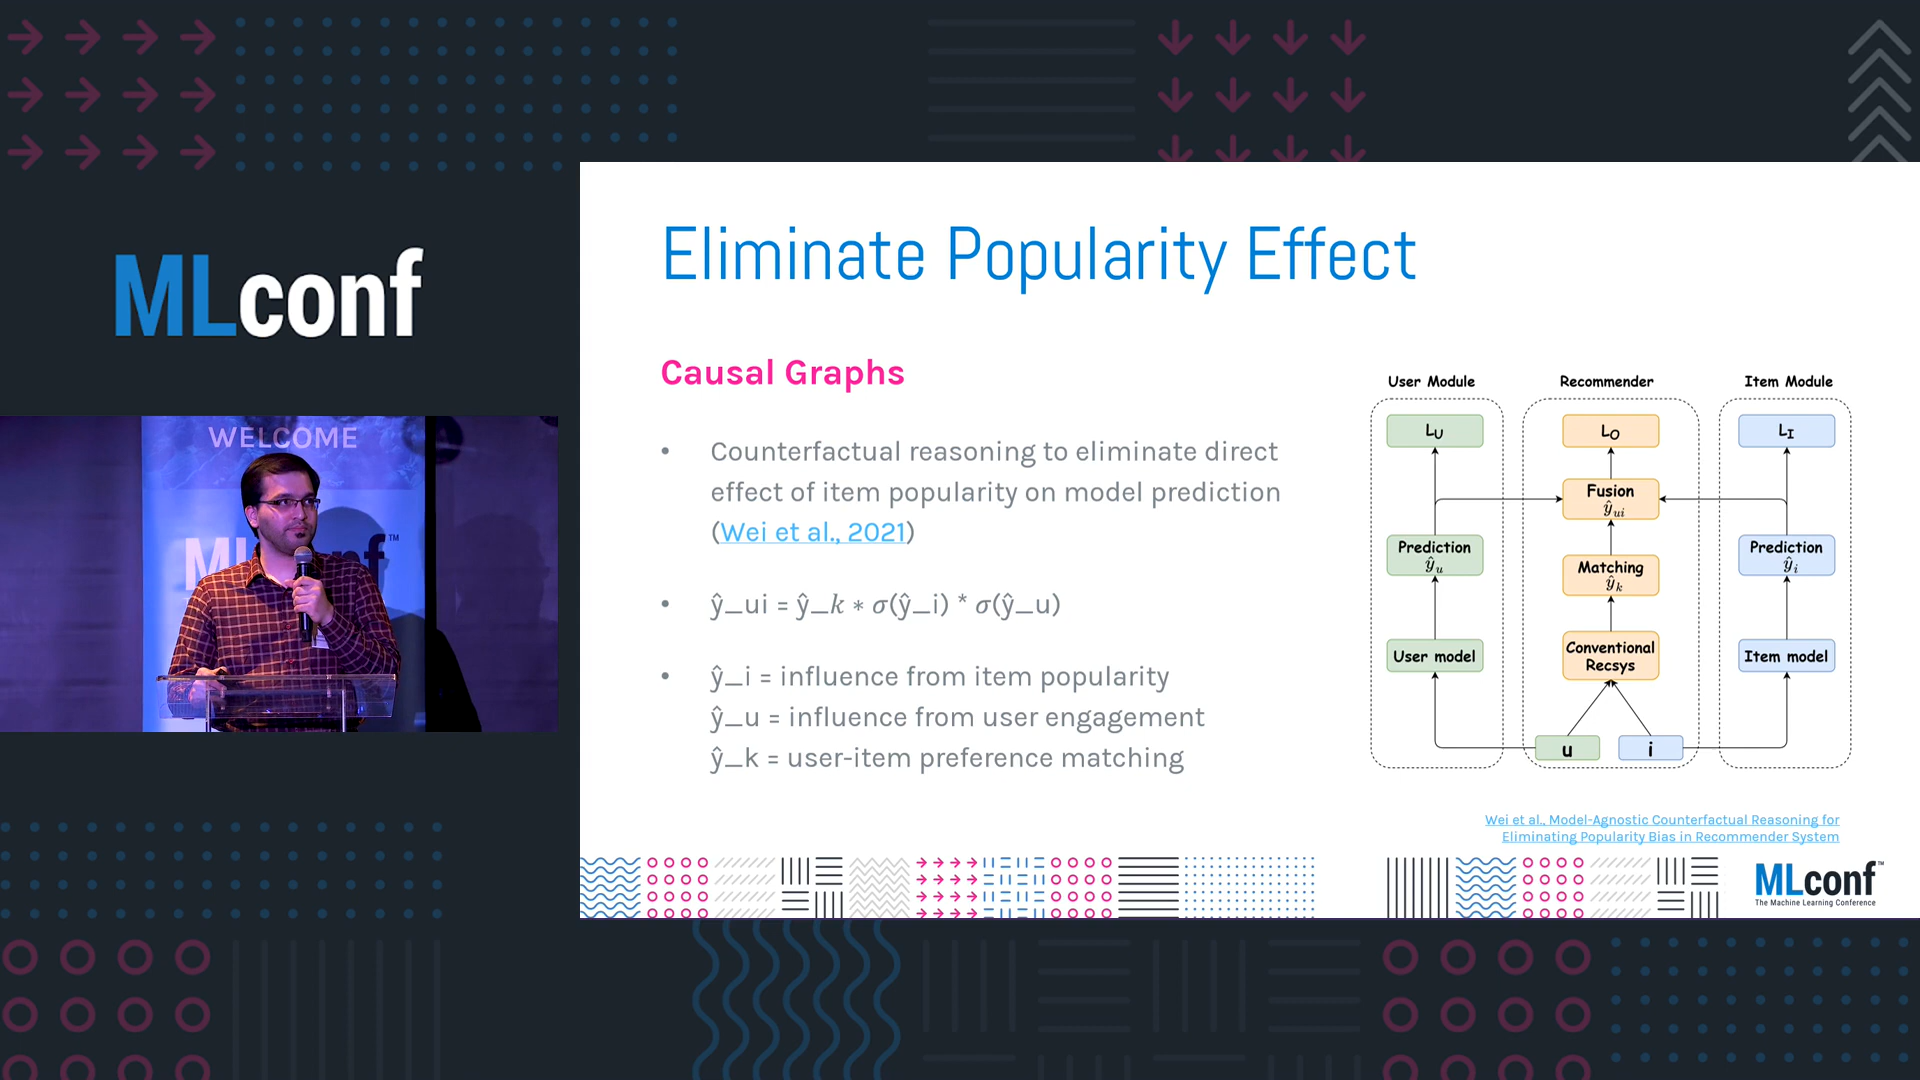 MLconf
WELCOME
Eliminate Popularity Effect
Causal Graphs
• Counterfactual reasoning to eliminate direct
effect of item popularity on model prediction
(Wei et al., 2021)
• ŷ_ui = ŷ_k * σ(ŷ_i) * σ(ŷ_u)
• ŷ_i = influence from item popularity
ŷ_u = influence from user engagement
ŷ_k = user-item preference matching
User Module
Recommender
Item Module
L_U
L_O
L_I
Fusion
ŷ_ui
Prediction
ŷ_u
Matching
ŷ_k
Prediction
ŷ_i
User model
Conventional
Recsys
Item model
u
i
Wei et al., Model-Agnostic Counterfactual Reasoning for
Eliminating Popularity Bias in Recommender System
MLconf™
The Machine Learning Conference